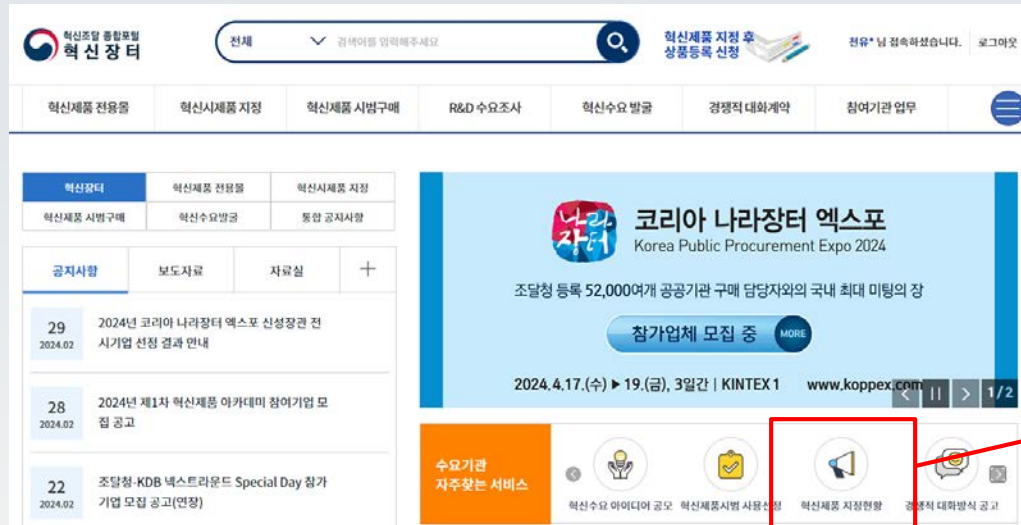 혁신조달 종합포털
혁신장터
전체
검색어를 입력해주세요
혁신제품 지정 후
상품등록 신청
전유* 님 접속하셨습니다.
로그아웃
혁신제품 전용몰
혁신시제품 지정
혁신제품 시범구매
R&D 수요조사
혁신수요 발굴
경쟁적 대화계약
참여기관 업무
혁신장터
혁신제품 전용몰
혁신시제품 지정
혁신제품 시범구매
혁신수요발굴
통합 공지사항
공지사항
보도자료
자료실
+
29
2024.02
2024년 코리아 나라장터 엑스포 신성장관 전
시기업 선정 결과 안내
28
2024.02
2024년 제1차 혁신제품 아카데미 참여기업 모
집 공고
22
2024.02
조달청-KDB 넥스트라운드 Special Day 참가
기업 모집 공고(연장)
나라장터
코리아 나라장터 엑스포
Korea Public Procurement Expo 2024
조달청 등록 52,000여개 공공기관 구매 담당자와의 국내 최대 미팅의 장
참가업체 모집 중 MORE
2024.4.17.(수) ▶ 19.(금), 3일간 | KINTEX 1
www.koppex.com
1/2
수요기관
자주찾는 서비스
혁신수요 아이디어 공모
혁신제품시범 사용신청
혁신제품 지정현황
경쟁적 대화방식 공고